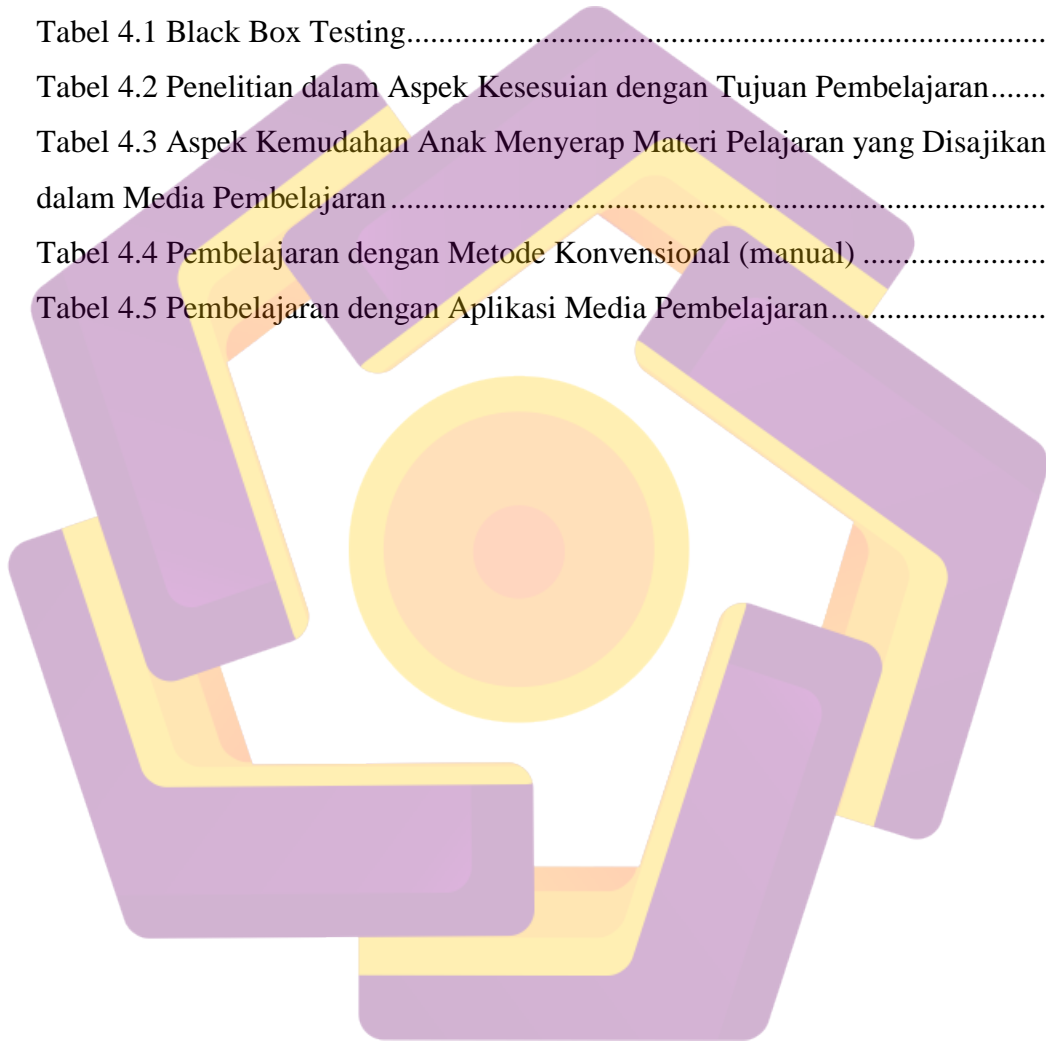 Tabel 4.1 Black Box Testing................................................................................
Tabel 4.2 Penelitian dalam Aspek Kesesuian dengan Tujuan Pembelajaran.......
Tabel 4.3 Aspek Kemudahan Anak Menyerap Materi Pelajaran yang Disajikan
dalam Media Pembelajaran..................................................................................
Tabel 4.4 Pembelajaran dengan Metode Konvensional (manual).......................
Tabel 4.5 Pembelajaran dengan Aplikasi Media Pembelajaran...........................